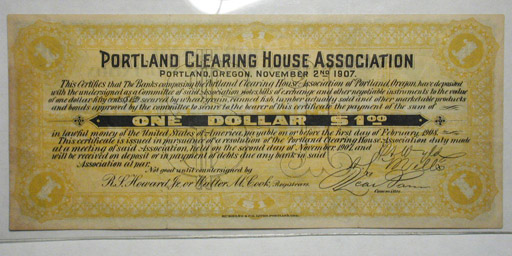 PORTLAND CLEARING HOUSE ASSOCIATION
PORTLAND, OREGON, NOVEMBER 2ND 1907.
This Certifies that The Banks composing the Portland Clearing House Association of Portland, Oregon, have deposited
with the undersigned as a Committee of said Association, notes, bills of exchange and other negotiable instruments to the value
of one dollar fifty cents secured by wheat, grain, canned fish, lumber actually sold and other marketable products
and bonds approved by the committee to secure to the bearer of this certificate the payment of the sum of
ONE DOLLAR $1.00
in lawful money of the United States of America, payable on or before the first day of February 1908.
This certificate is issued in pursuance of a resolution of the Portland Clearing House Association duly made
at a meeting of said Association held on the second day of November, 1907, and
will be received on deposit or in payment of debts due any bank in said
Association at par.
Not good until countersigned by
R. S. Howard, Jr. or Walter M. Cook, Registrars.
Committee
1
1
1
1